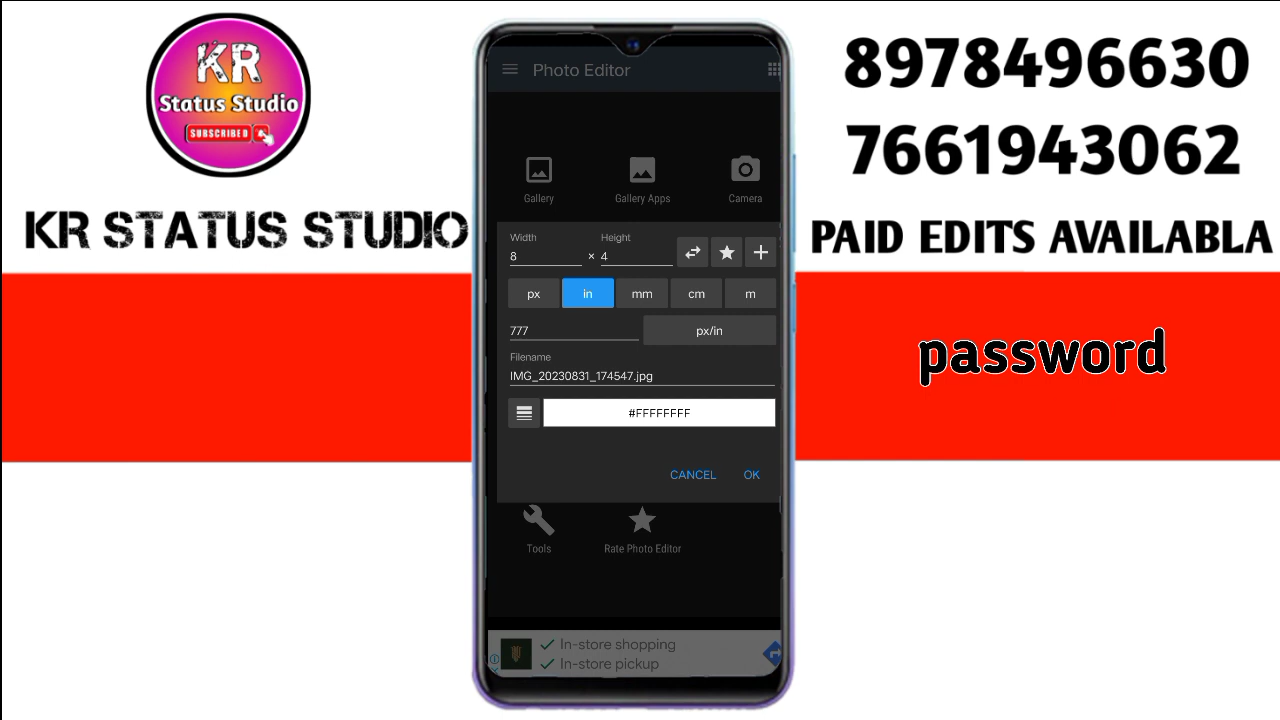 KR
Status Studio
SUBSCRIBED
KR STATUS STUDIO
Photo Editor
Gallery
Gallery Apps
Camera
Width
Height
8
×
4
px
in
mm
cm
m
777
px/in
Filename
IMG_20230831_174547.jpg
#FFFFFFFF
CANCEL
OK
Tools
Rate Photo Editor
In-store shopping
In-store pickup
8978496630
7661943062
PAID EDITS AVAILABLA
password